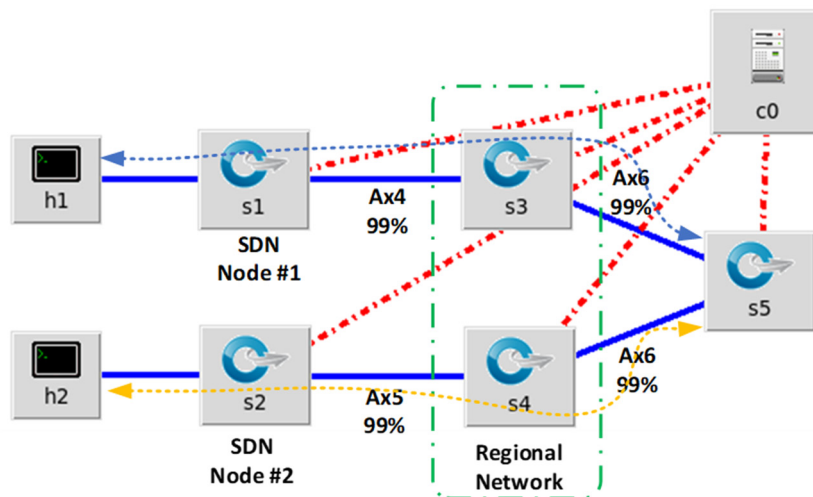 c0
h1
s1
Ax4
99%
s3
Ax6
99%
SDN
Node #1
s5
h2
s2
Ax5
99%
s4
Ax6
99%
SDN
Node #2
Regional
Network